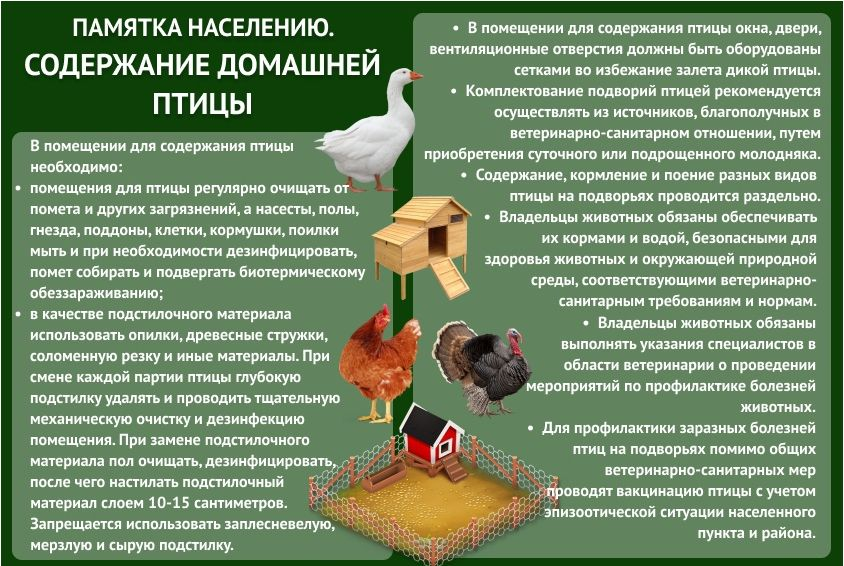 ПАМЯТКА НАСЕЛЕНИЮ.
СОДЕРЖАНИЕ ДОМАШНЕЙ
ПТИЦЫ
В помещении для содержания птицы
необходимо:
• помещения для птицы регулярно очищать от
помета и других загрязнений, а насесты, полы,
гнезда, поддоны, клетки, кормушки, поилки
мыть и при необходимости дезинфицировать,
помет собирать и подвергать биотермическому
обеззараживанию;
• в качестве подстилочного материала
использовать опилки, древесные стружки,
соломенную резку и иные материалы. При
смене каждой партии птицы глубокую
подстилку удалять и проводить тщательную
механическую очистку и дезинфекцию
помещения. При замене подстилочного
материала пол очищать, дезинфицировать,
после чего настилать подстилочный
материал слоем 10-15 сантиметров.
Запрещается использовать заплесневелую,
мерзлую и сырую подстилку.
• В помещении для содержания птицы окна, двери,
вентиляционные отверстия должны быть оборудованы
сетками во избежание залета дикой птицы.
• Комплектование подворий птицей рекомендуется
осуществлять из источников, благополучных в
ветеринарно-санитарном отношении, путем
приобретения суточного или подрощенного молодняка.
• Содержание, кормление и поение разных видов
птицы на подворьях проводится раздельно.
• Владельцы животных обязаны обеспечивать
их кормами и водой, безопасными для
здоровья животных и окружающей природной
среды, соответствующими ветеринарно-
санитарным требованиям и нормам.
• Владельцы животных обязаны
выполнять указания специалистов в
области ветеринарии о проведении
мероприятий по профилактике болезней
животных.
• Для профилактики заразных болезней
птиц на подворьях помимо общих
ветеринарно-санитарных мер
проводят вакцинацию птицы с учетом
эпизоотической ситуации населенного
пункта и района.